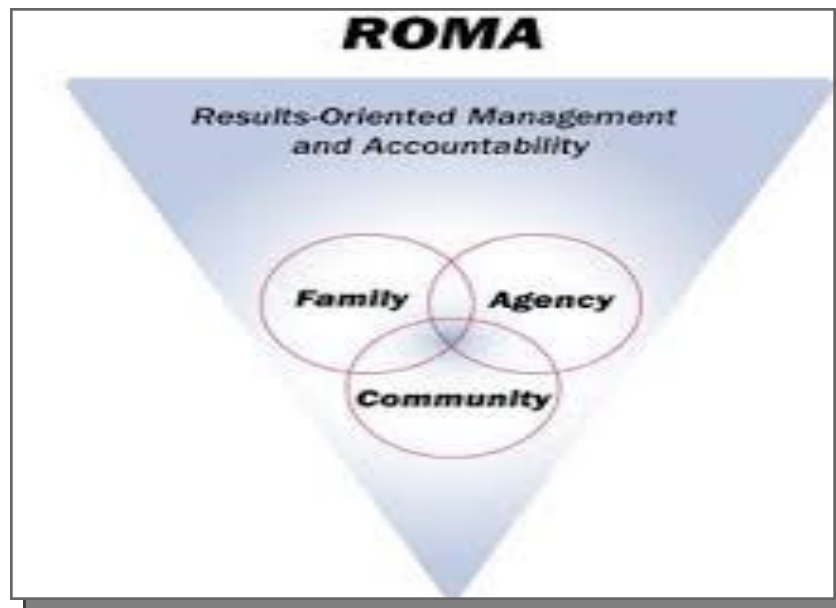 ROMA
Results-Oriented Management
and Accountability
Family
Agency
Community